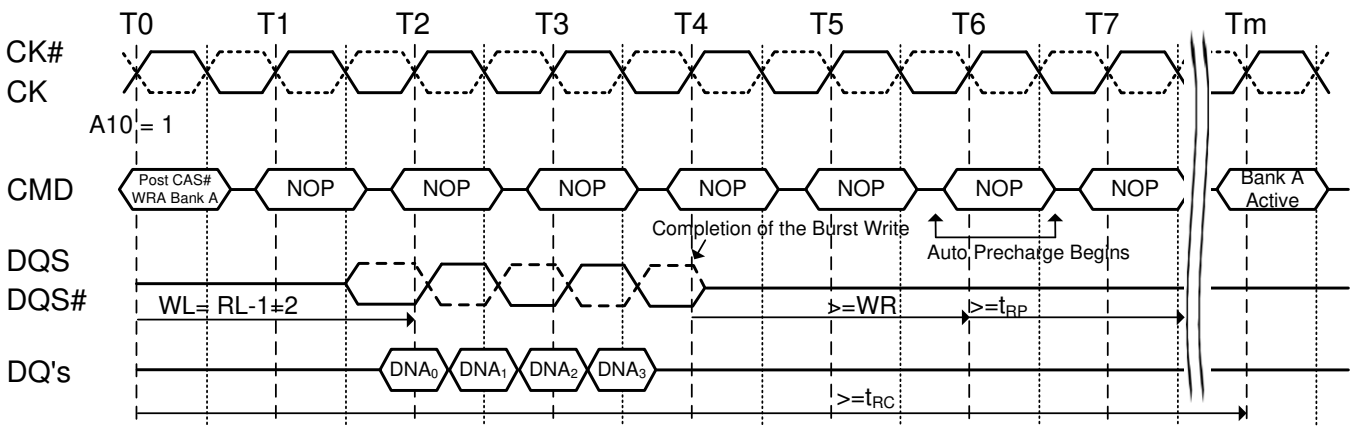 T0 T1 T2 T3 T4 T5 T6 T7 Tm
CK#
CK
A10 = 1
CMD
Post CAS#
WRA Bank A
NOP NOP NOP NOP NOP NOP NOP
Bank A
Active
Completion of the Burst Write
Auto Precharge Begins
DQS
DQS#
WL= RL-1=2
>=WR
>=tRP
DQ's
DNA0 DNA1 DNA2 DNA3
>=tRC